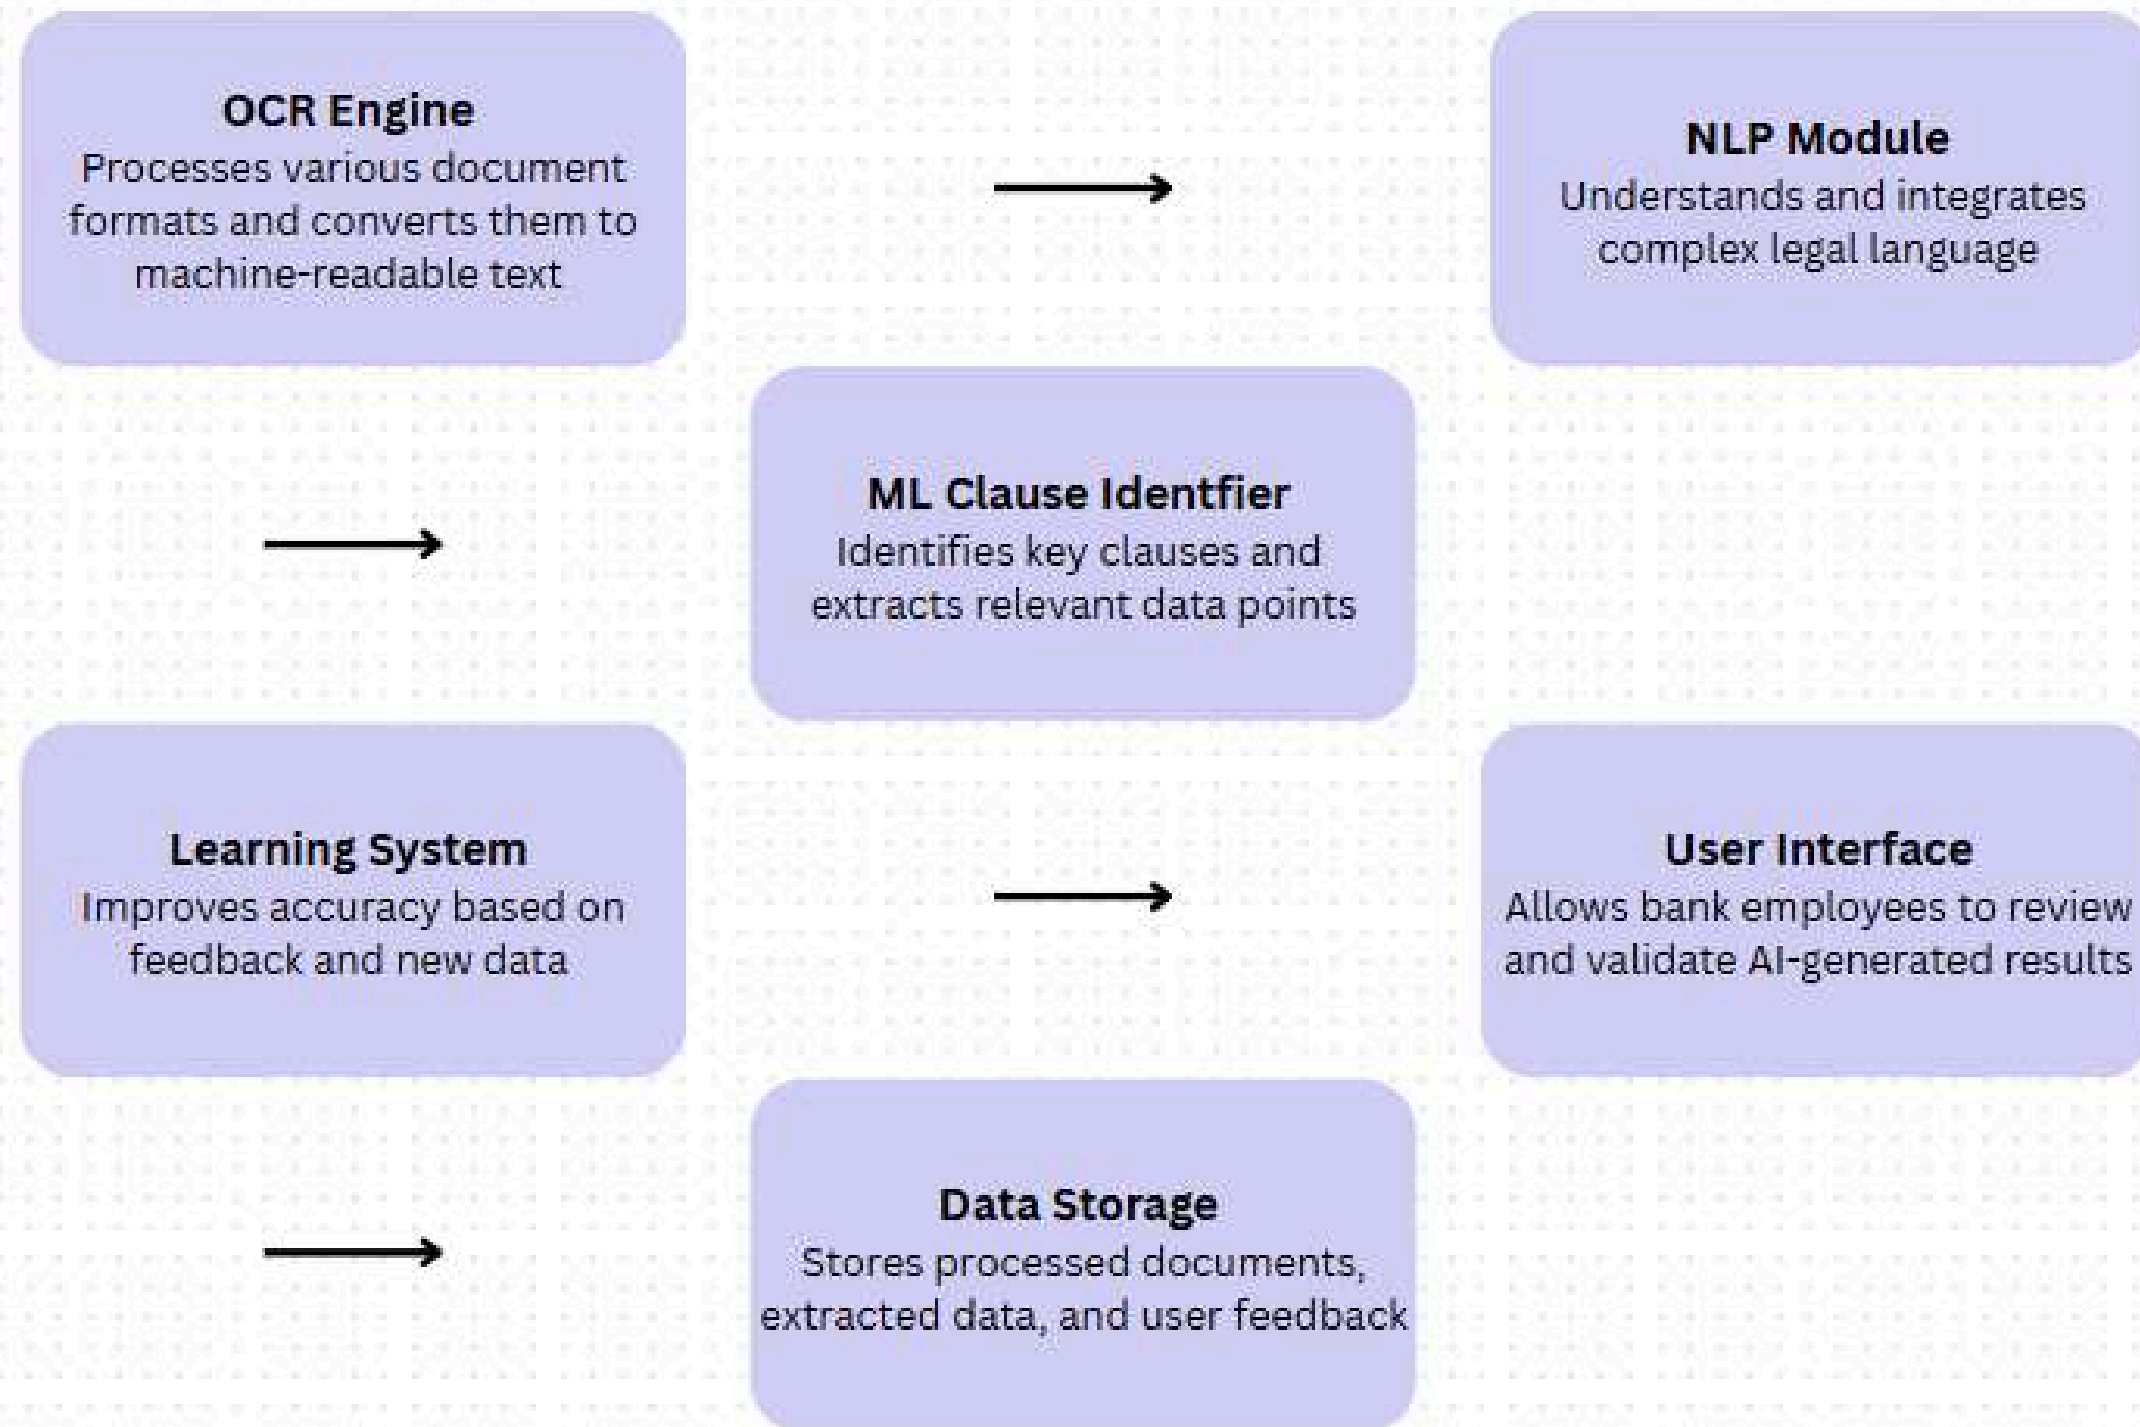 OCR Engine
Processes various document
formats and converts them to
machine-readable text
NLP Module
Understands and integrates
complex legal language
ML Clause Identfier
Identifies key clauses and
extracts relevant data points
Learning System
Improves accuracy based on
feedback and new data
User Interface
Allows bank employees to review
and validate AI-generated results
Data Storage
Stores processed documents,
extracted data, and user feedback